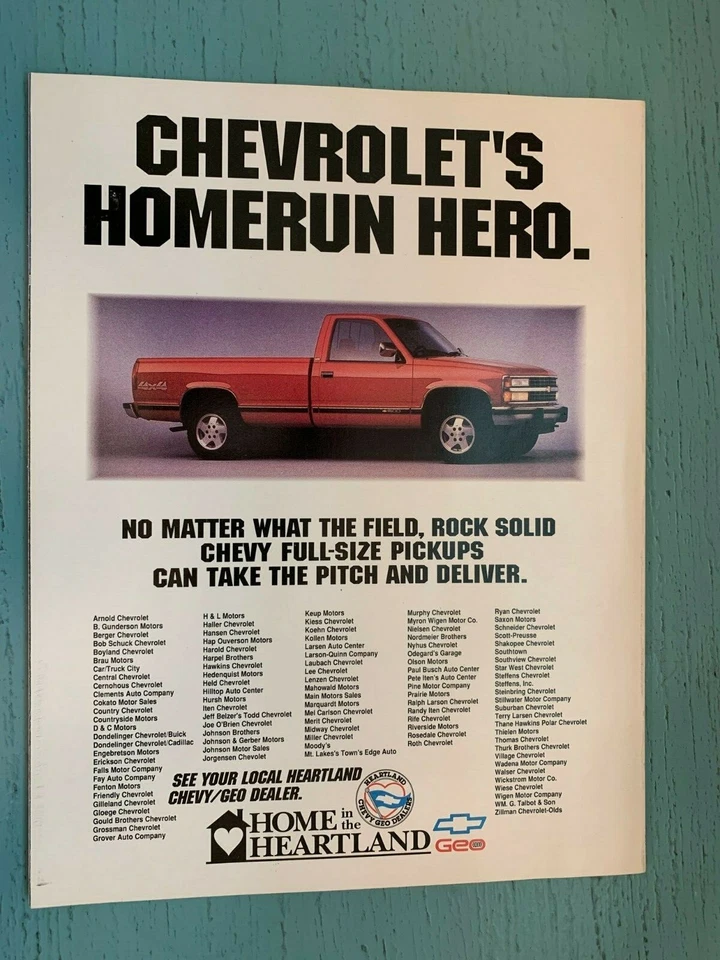 CHEVROLET'S
HOMERUN HERO.
4x4
NO MATTER WHAT THE FIELD, ROCK SOLID
CHEVY FULL-SIZE PICKUPS
CAN TAKE THE PITCH AND DELIVER.
Arnold Chevrolet
B. Gunderson Motors
Berger Chevrolet
Bob Schuck Chevrolet
Boyland Chevrolet
Brau Motors
Car/Truck City
Central Chevrolet
Cernohous Chevrolet
Clements Auto Company
Cokato Motor Sales
Country Chevrolet
Countryside Motors
D & C Motors
Dondelinger Chevrolet/Buick
Dondelinger Chevrolet/Cadillac
Engebretson Motors
Erickson Chevrolet
Falls Motor Company
Fay Auto Company
Fenton Motors
Friendly Chevrolet
Gilleland Chevrolet
Gloege Chevrolet
Gould Brothers Chevrolet
Grossman Chevrolet
Grover Auto Company
H & L Motors
Haller Chevrolet
Hansen Chevrolet
Hap Ouverson Motors
Harold Chevrolet
Harpel Brothers
Hawkins Chevrolet
Hedenquist Motors
Held Chevrolet
Hilltop Auto Center
Hursh Motors
Iten Chevrolet
Jeff Belzer's Todd Chevrolet
Joe O'Brien Chevrolet
Johnson Brothers
Johnson & Gerber Motors
Johnson Motor Sales
Jorgensen Chevolet
Keup Motors
Kless Chevrolet
Koehn Chevrolet
Kollen Motors
Larsen Auto Center
Larson-Quinn Company
Laubach Chevrolet
Lee Chevrolet
Lenzen Chevrolet
Mahowald Motors
Main Motors Sales
Marquardt Motors
Mel Carlson Chevrolet
Merit Chevrolet
Midway Chevrolet
Miller Chevrolet
Moody's
Mt. Lakes's Town's Edge Auto
Murphy Chevrolet
Myron Wigen Motor Co.
Nielsen Chevrolet
Nordmeier Brothers
Nyhus Chevrolet
Odegard's Garage
Olson Motors
Paul Busch Auto Center
Pete Iten's Auto Center
Pine Motor Company
Prairie Motors
Ralph Larson Chevrolet
Randy Iten Chevrolet
Rife Chevrolet
Riverside Motors
Rosedale Chevrolet
Roth Chevrolet
Ryan Chevrolet
Saxon Motors
Schneider Chevrolet
Scott-Preusse
Shakopee Chevrolet
Southtown
Southview Chevrolet
Star West Chevrolet
Steffens Chevrolet
Steffens, Inc.
Steinbring Chevrolet
Stillwater Motor Company
Suburban Chevrolet
Terry Larsen Chevrolet
Thane Hawkins Polar Chevrolet
Thielen Motors
Thomas Chevrolet
Thurk Brothers Chevrolet
Village Chevrolet
Wadena Motor Company
Walser Chevrolet
Wickstrom Motor Co.
Wiese Chevrolet
Wigen Motor Company
WM. G. Talbot & Son
Zillman Chevrolet-Olds
SEE YOUR LOCAL HEARTLAND
CHEVY/GEO DEALER.
HEARTLAND
CHEVY GEO DEALERS
HOME in the
HEARTLAND
Geo